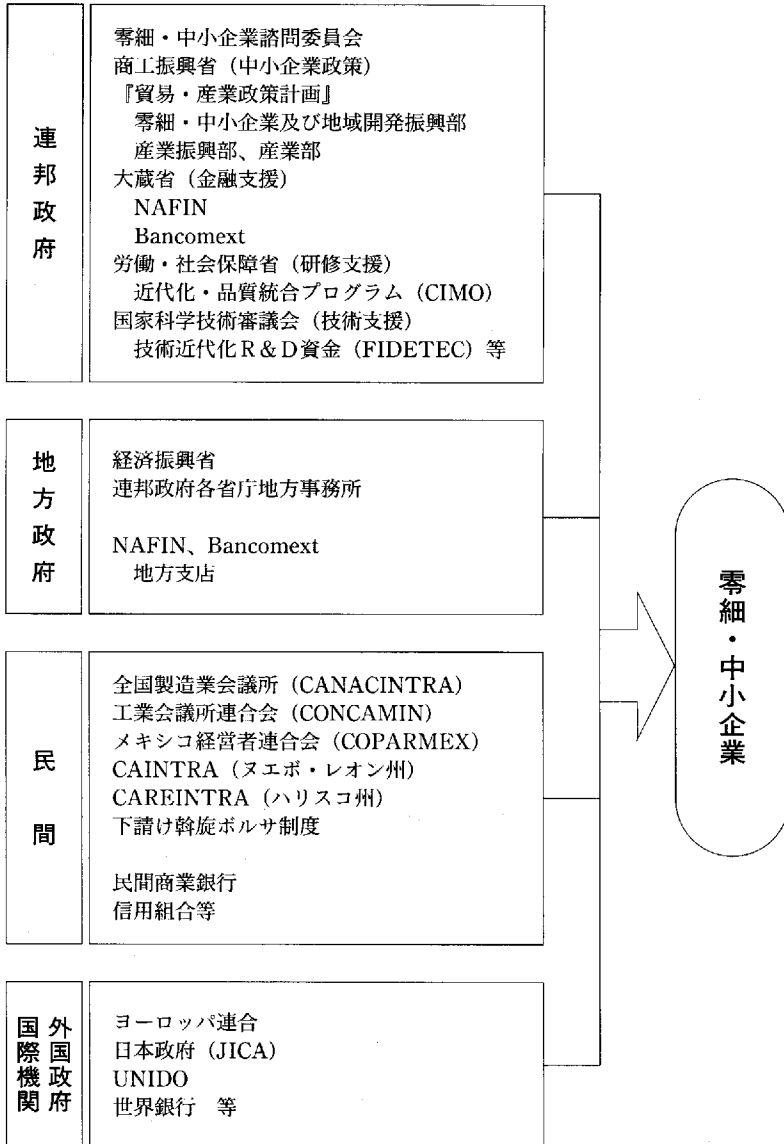 連邦政府
零細・中小企業諮問委員会
商工振興省（中小企業政策）
『貿易・産業政策計画』
零細・中小企業及び地域開発振興部
産業振興部、産業部
大蔵省（金融支援）
NAFIN
Bancomext
労働・社会保障省（研修支援）
近代化・品質統合プログラム（CIMO）
国家科学技術審議会（技術支援）
技術近代化R＆D資金（FIDETEC）等
地方政府
経済振興省
連邦政府各省庁地方事務所
NAFIN、Bancomext
地方支店
民間
全国製造業会議所（CANACINTRA）
工業会議所連合会（CONCAMIN）
メキシコ経営者連合会（COPARMEX）
CAINTRA（ヌエボ・レオン州）
CAREINTRA（ハリスコ州）
下請け斡旋ボルサ制度
民間商業銀行
信用組合等
外国政府
国際機関
ヨーロッパ連合
日本政府（JICA）
UNIDO
世界銀行　等
零細・中小企業